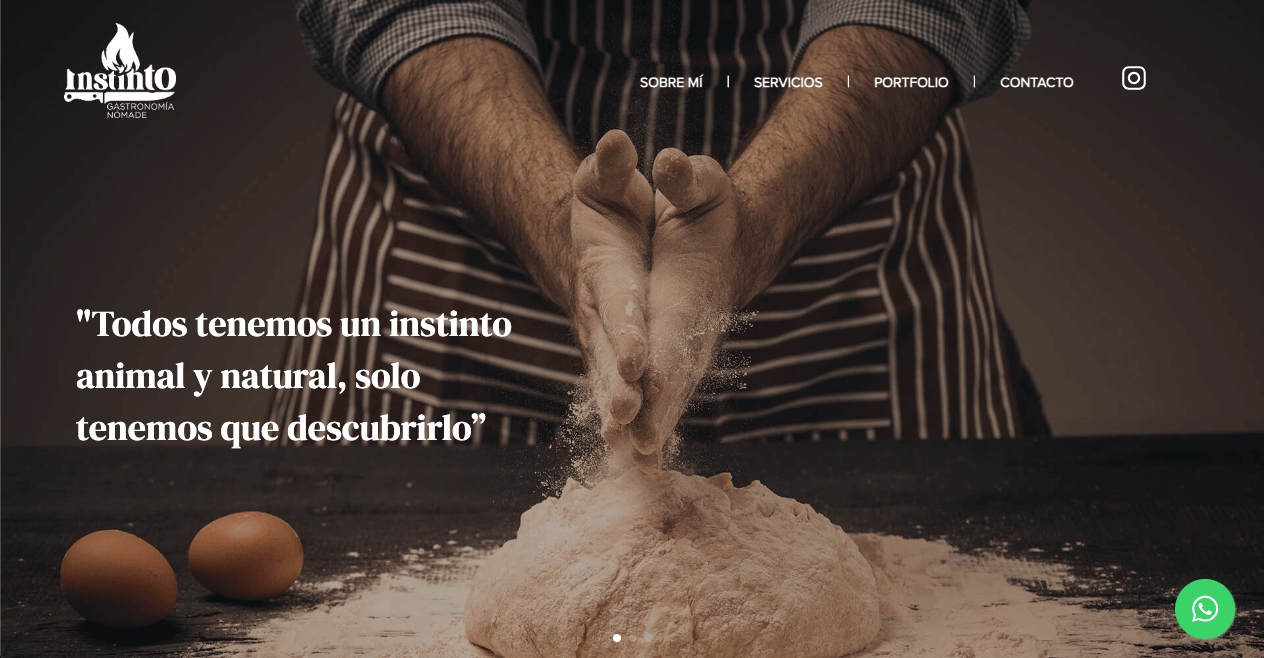 instinto
GASTRONOMÍA
NÓMADE
SOBRE MÍ | SERVICIOS | PORTFOLIO | CONTACTO
"Todos tenemos un instinto
animal y natural, solo
tenemos que descubrirlo”